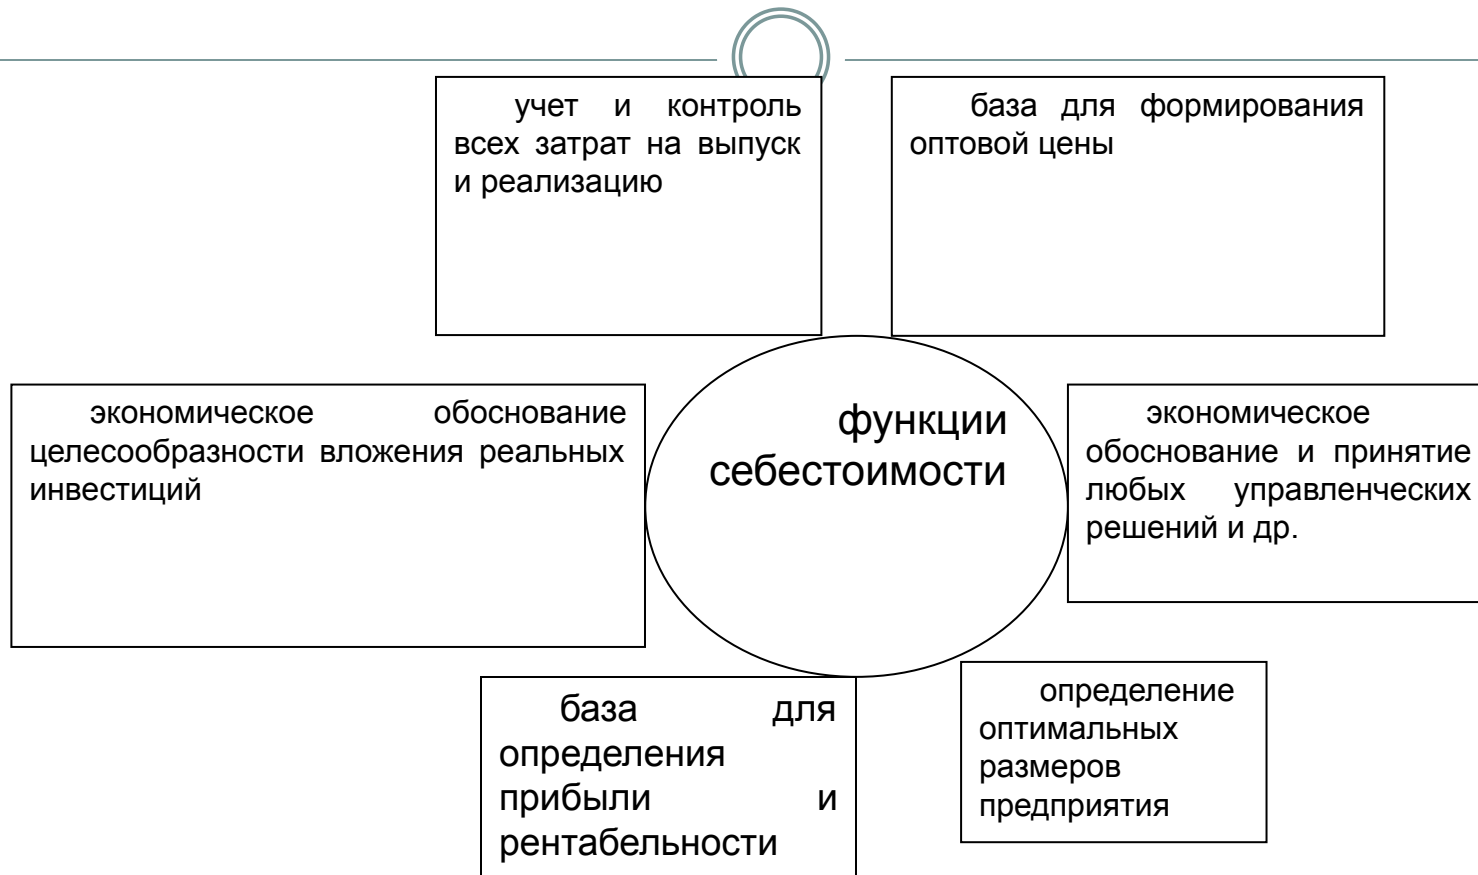 учет и контроль
всех затрат на выпуск
и реализацию
база для формирования
оптовой цены
экономическое обоснование
целесообразности вложения реальных
инвестиций
функции
себестоимости
экономическое
обоснование и принятие
любых управленческих
решений и др.
база для
определения
прибыли и
рентабельности
определение
оптимальных
размеров
предприятия